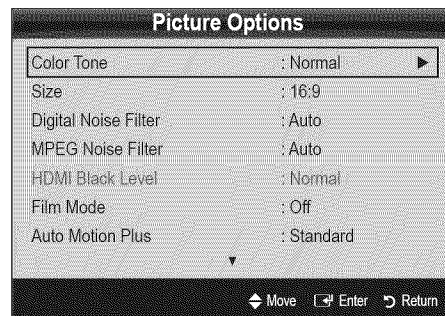 Picture Options
Color Tone : Normal ►
Size : 16:9
Digital Noise Filter : Auto
MPEG Noise Filter : Auto
HDMI Black Level : Normal
Film Mode : Off
Auto Motion Plus : Standard
▼
Move Enter Return